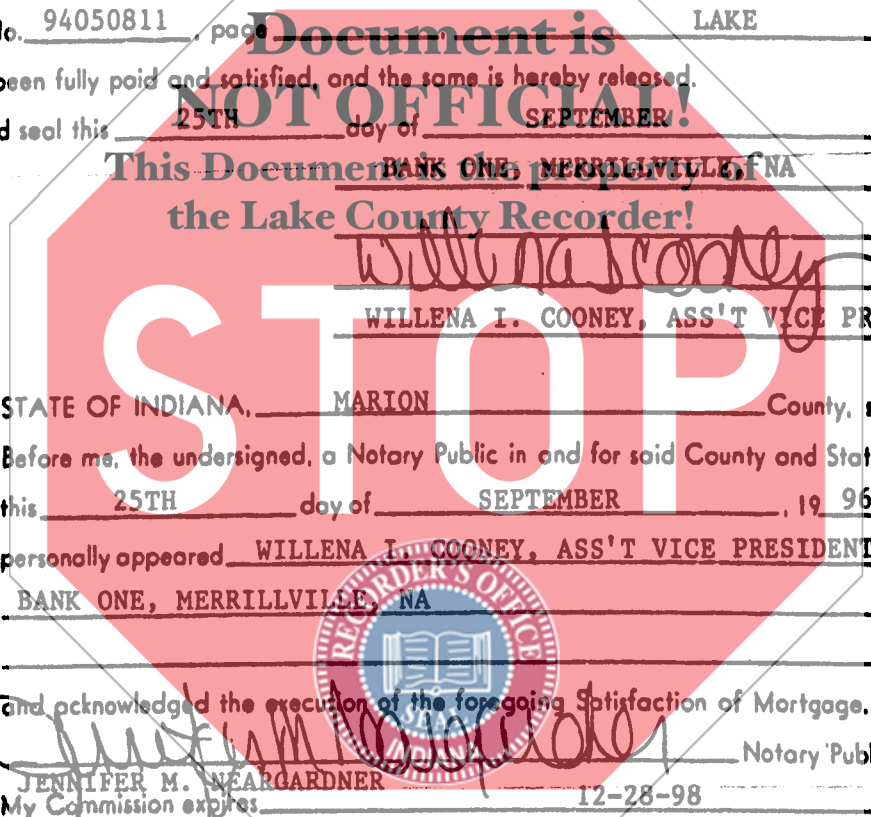 No. 94050811, page LAKE
been fully paid and satisfied, and the same is hereby released.
d seal this 25TH day of SEPTEMBER
BANK ONE, MERRILLVILLE, NA
Document is
NOT OFFICIAL!
This Document is the property of
the Lake County Recorder!
STOP
Willena I Cooney
WILLENA I. COONEY, ASS'T VICE PR
STATE OF INDIANA, MARION County, s
Before me, the undersigned, a Notary Public in and for said County and Stat
this 25TH day of SEPTEMBER, 19 96
personally appeared WILLENA I. COONEY, ASS'T VICE PRESIDENT
BANK ONE, MERRILLVILLE, NA
RECORDER'S OFFICE
SEAL
INDIANA
and acknowledged the execution of the foregoing Satisfaction of Mortgage.
Notary Publ
JENNIFER M. NEARGARDNER
My Commission expires 12-28-98